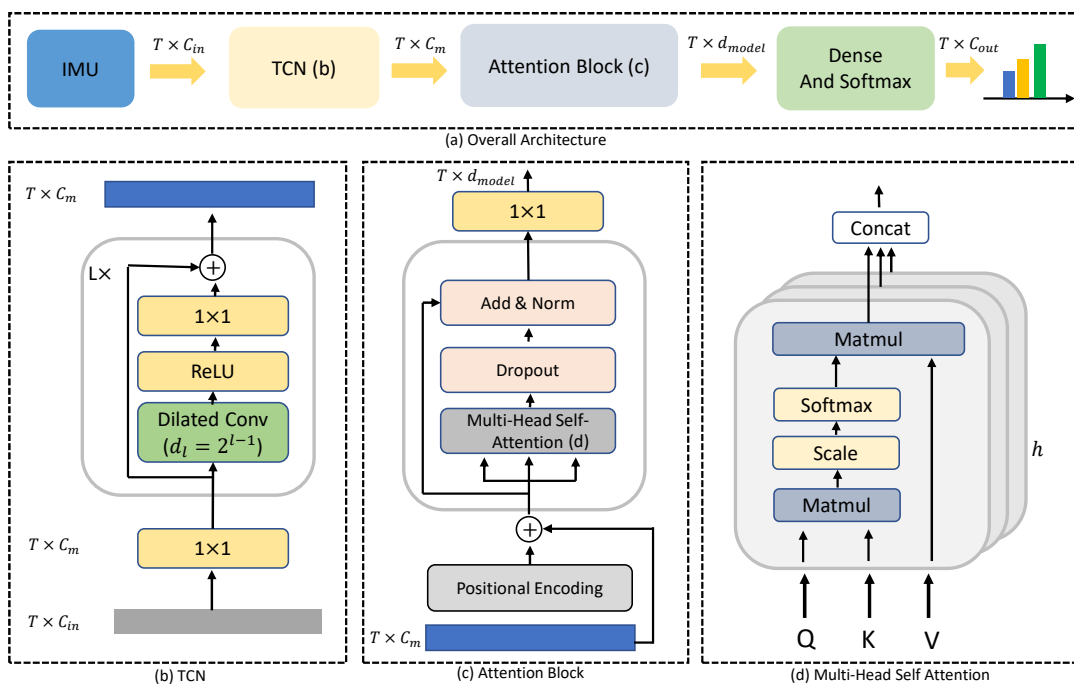 IMU
T × C_in
TCN (b)
T × C_m
Attention Block (c)
T × d_model
Dense
And Softmax
T × C_out
(a) Overall Architecture
T × C_m
L×
+
1×1
ReLU
Dilated Conv
(d_l = 2^{l−1})
T × C_m
1×1
T × C_in
(b) TCN
T × d_model
1×1
Add & Norm
Dropout
Multi-Head Self-
Attention (d)
+
Positional Encoding
T × C_m
(c) Attention Block
Concat
Matmul
Softmax
Scale
Matmul
h
Q K V
(d) Multi-Head Self Attention